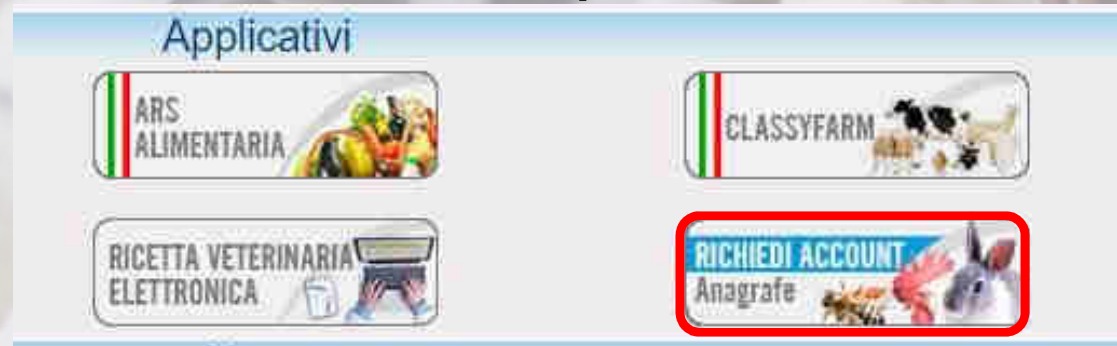 Applicativi
ARS
ALIMENTARIA
CLASSYFARM
RICETTA VETERINARIA
ELETTRONICA
RICHIEDI ACCOUNT
Anagrafe